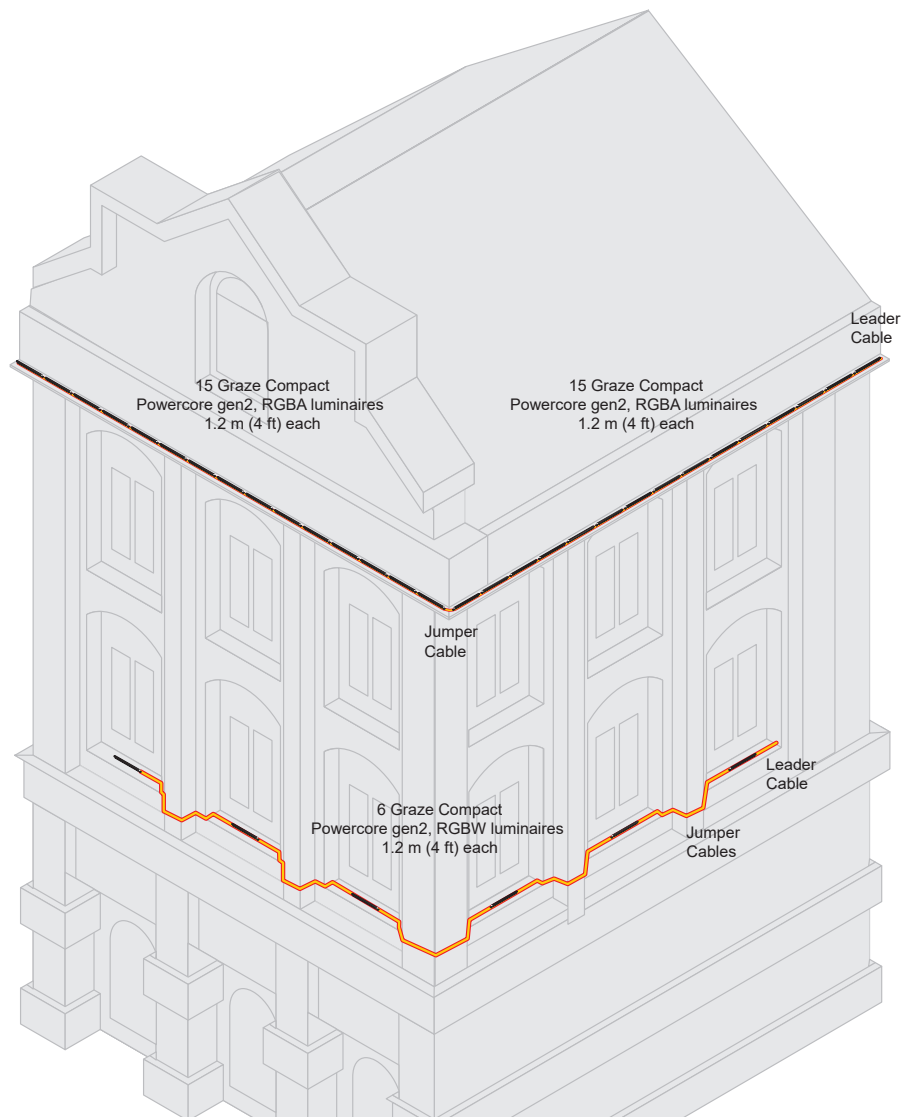 Leader
Cable
15 Graze Compact
Powercore gen2, RGBA luminaires
1.2 m (4 ft) each
15 Graze Compact
Powercore gen2, RGBA luminaires
1.2 m (4 ft) each
Jumper
Cable
Leader
Cable
6 Graze Compact
Powercore gen2, RGBW luminaires
1.2 m (4 ft) each
Jumper
Cables